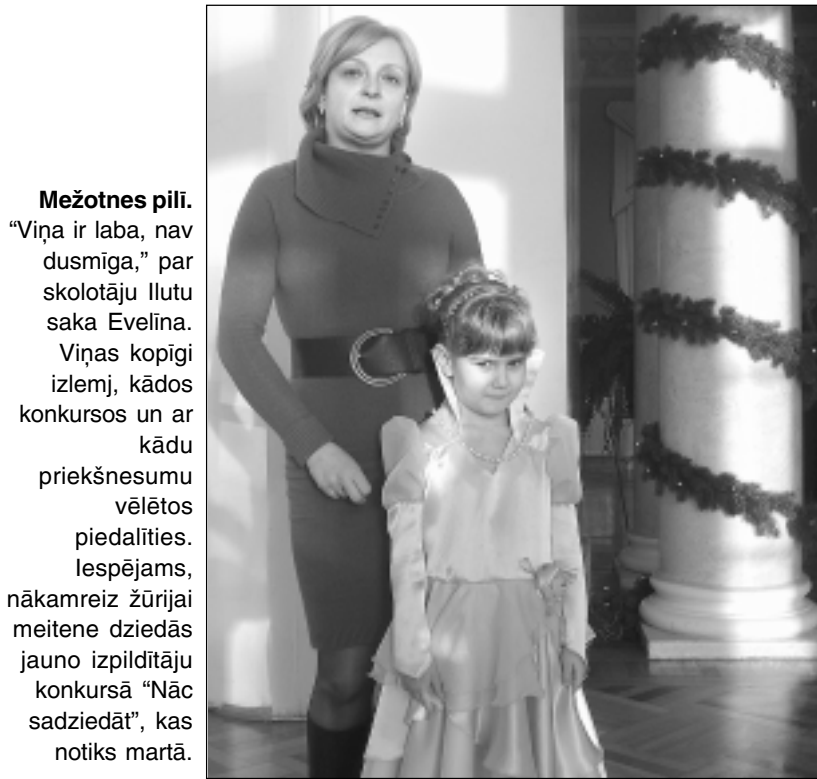 Mežotnes pilī.
“Viņa ir laba, nav
dusmīga,” par
skolotāju Ilutu
saka Evelīna.
Viņas kopīgi
izlemj, kādos
konkursos un ar
kādu
priekšnesumu
vēlētos
piedalīties.
Iespējams,
nākamreiz žūrijai
meitene dziedās
jauno izpildītāju
konkursā “Nāc
sadziedāt”, kas
notiks martā.